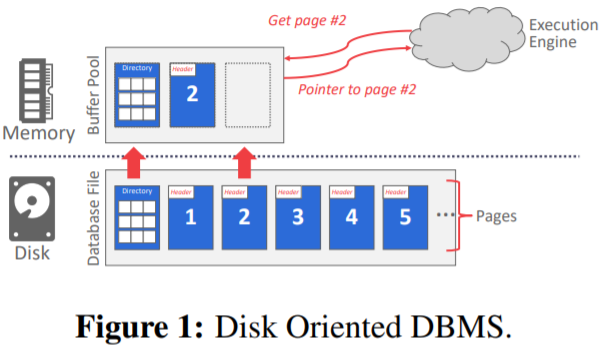 Get page #2
Execution
Engine
Pointer to page #2
Memory
Buffer Pool
Directory
Header
2
Disk
Database File
Directory
Header
1
Header
2
Header
3
Header
4
Header
5
...
Pages
Figure 1: Disk Oriented DBMS.